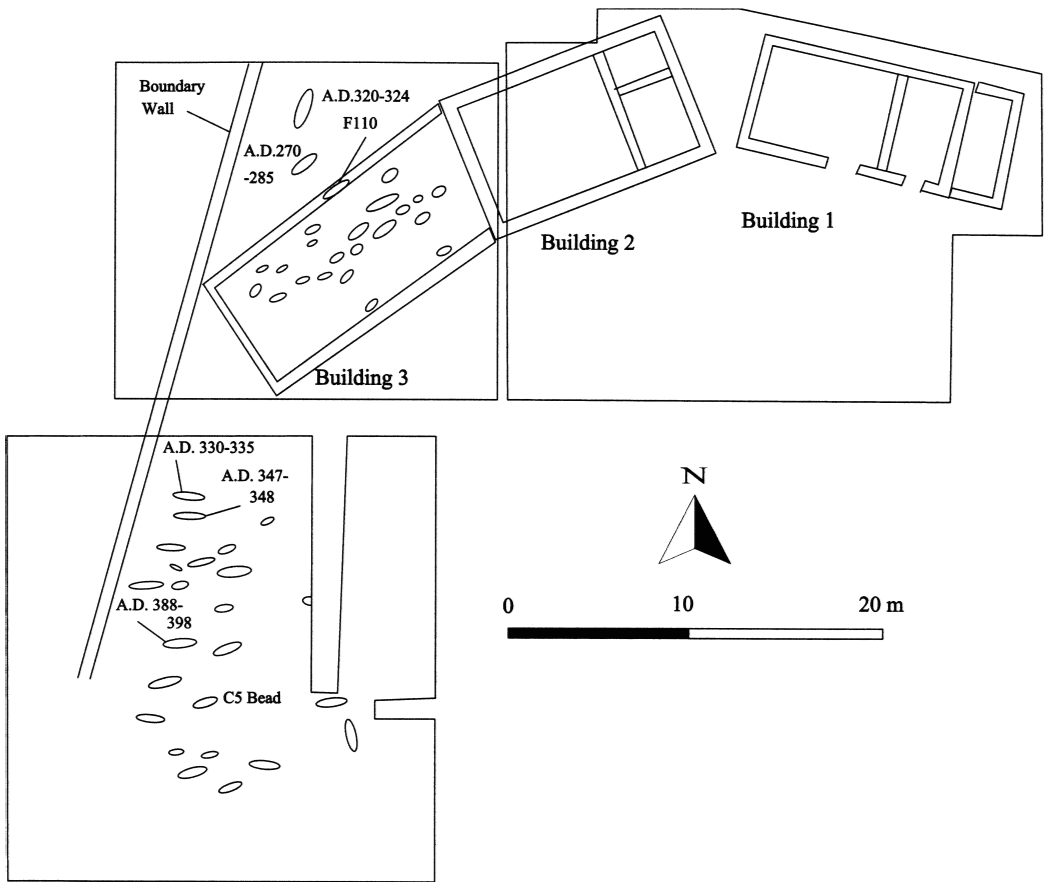 Boundary
Wall
A.D.320-324
F110
A.D.270
-285
Building 1
Building 2
Building 3
A.D. 330-335
A.D. 347-
348
N
0 10 20 m
A.D. 388-
398
C5 Bead